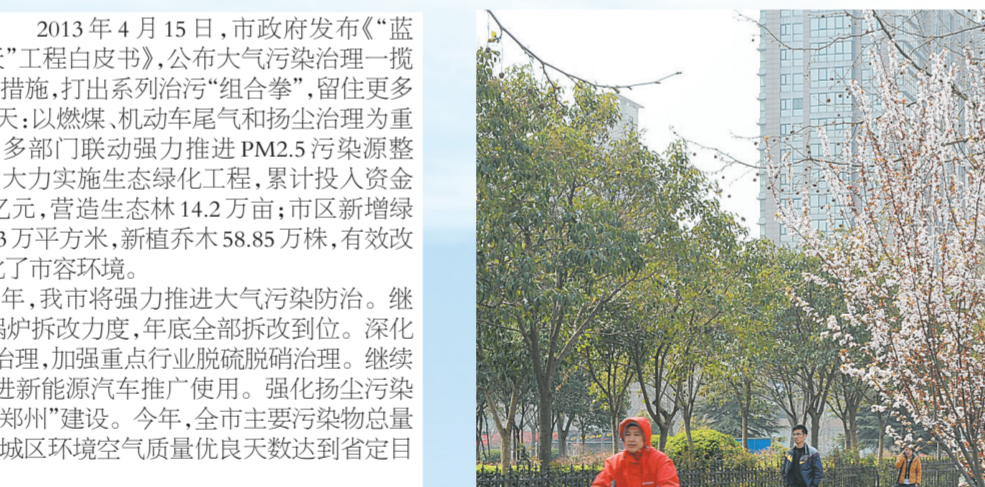 2013年4月15日，市政府发布《“蓝
天”工程白皮书》，公布大气污染治理一揽
措施，打出系列治污“组合拳”，留住更多
天：以燃煤、机动车尾气和扬尘治理为重
多部门联动强力推进PM2.5污染源整
大力实施生态绿化工程，累计投入资金
亿元，营造生态林14.2万亩；市区新增绿
3万平方米，新植乔木58.85万株，有效改
化了市容环境。
年，我市将强力推进大气污染防治。继
锅炉拆改力度，年底全部拆改到位。深化
治理，加强重点行业脱硫脱硝治理。继续
进新能源汽车推广使用。强化扬尘污染
郑州”建设。今年，全市主要污染物总量
城区环境空气质量优良天数达到省定目